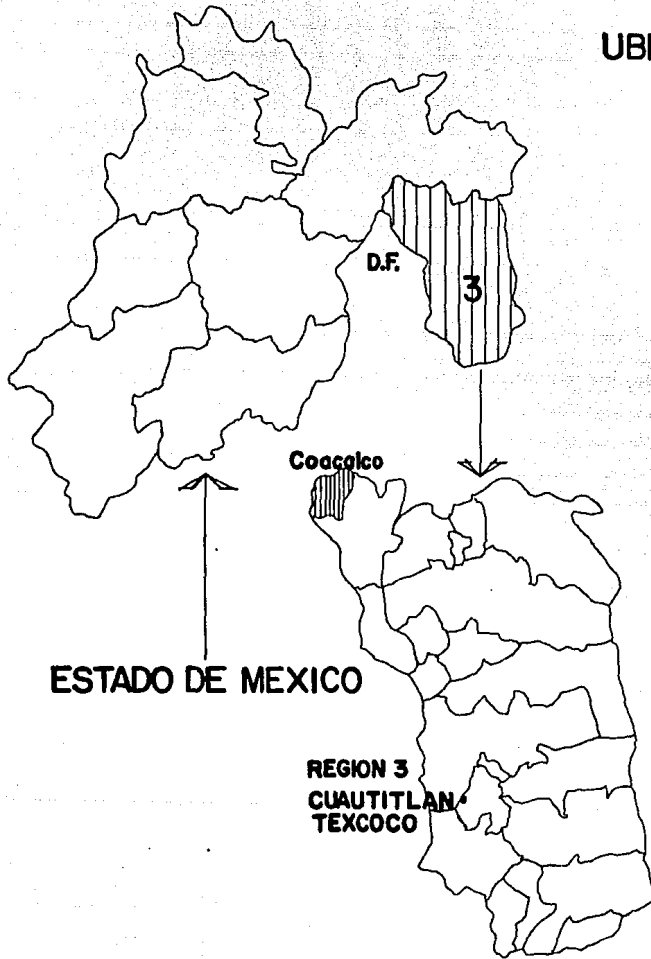 UBI
D.F.
3
Coacalco
ESTADO DE MEXICO
REGION 3
CUAUTITLAN·
TEXCOCO